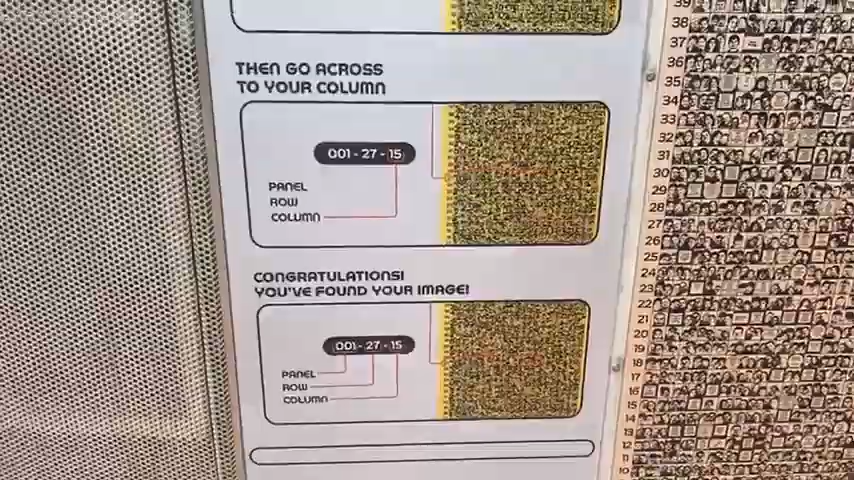 THEN GO ACROSS
TO YOUR COLUMN
001 - 27 - 15
PANEL
ROW
COLUMN
CONGRATULATIONS!
YOU'VE FOUND YOUR IMAGE!
001 - 27 - 15
PANEL
ROW
COLUMN
39
38
37
36
35
34
33
32
31
30
29
28
27
26
25
24
23
22
21
20
19
18
17
16
15
14
13
12
11
10